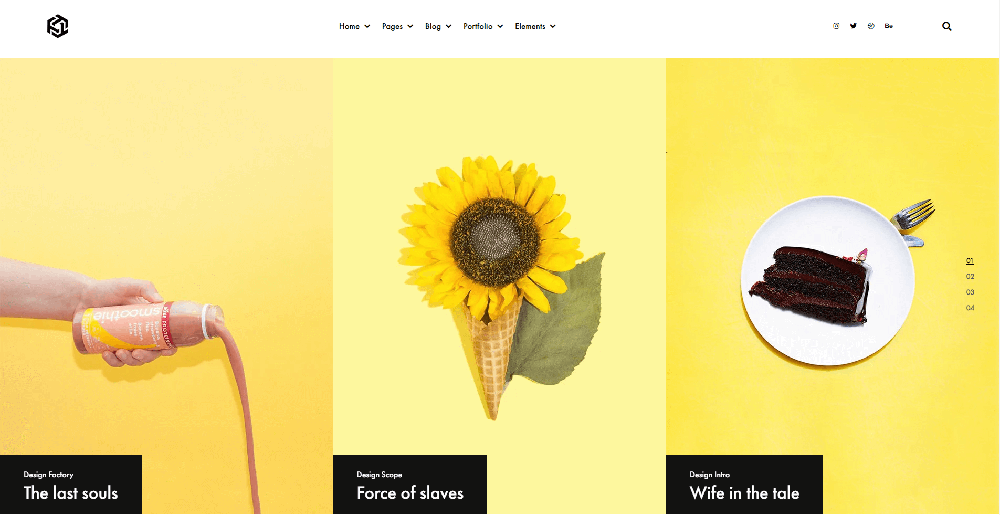 Home Pages Blog Portfolio Elements Be
smoothie
01
02
03
04
Design Factory
The last souls
Design Scope
Force of slaves
Design Intro
Wife in the tale